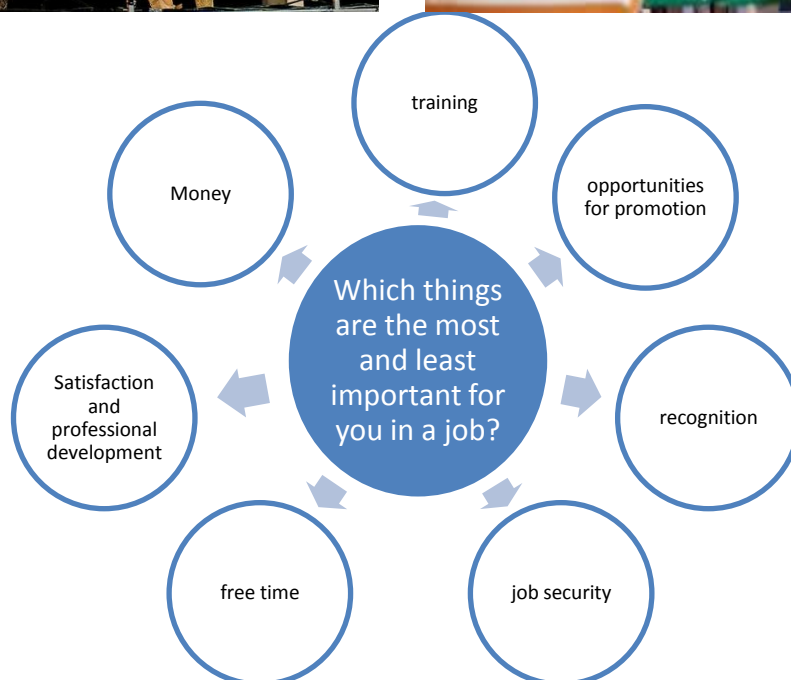 training
opportunities
for promotion
Money
Which things
are the most
and least
important for
you in a job?
Satisfaction
and
professional
development
recognition
free time
job security